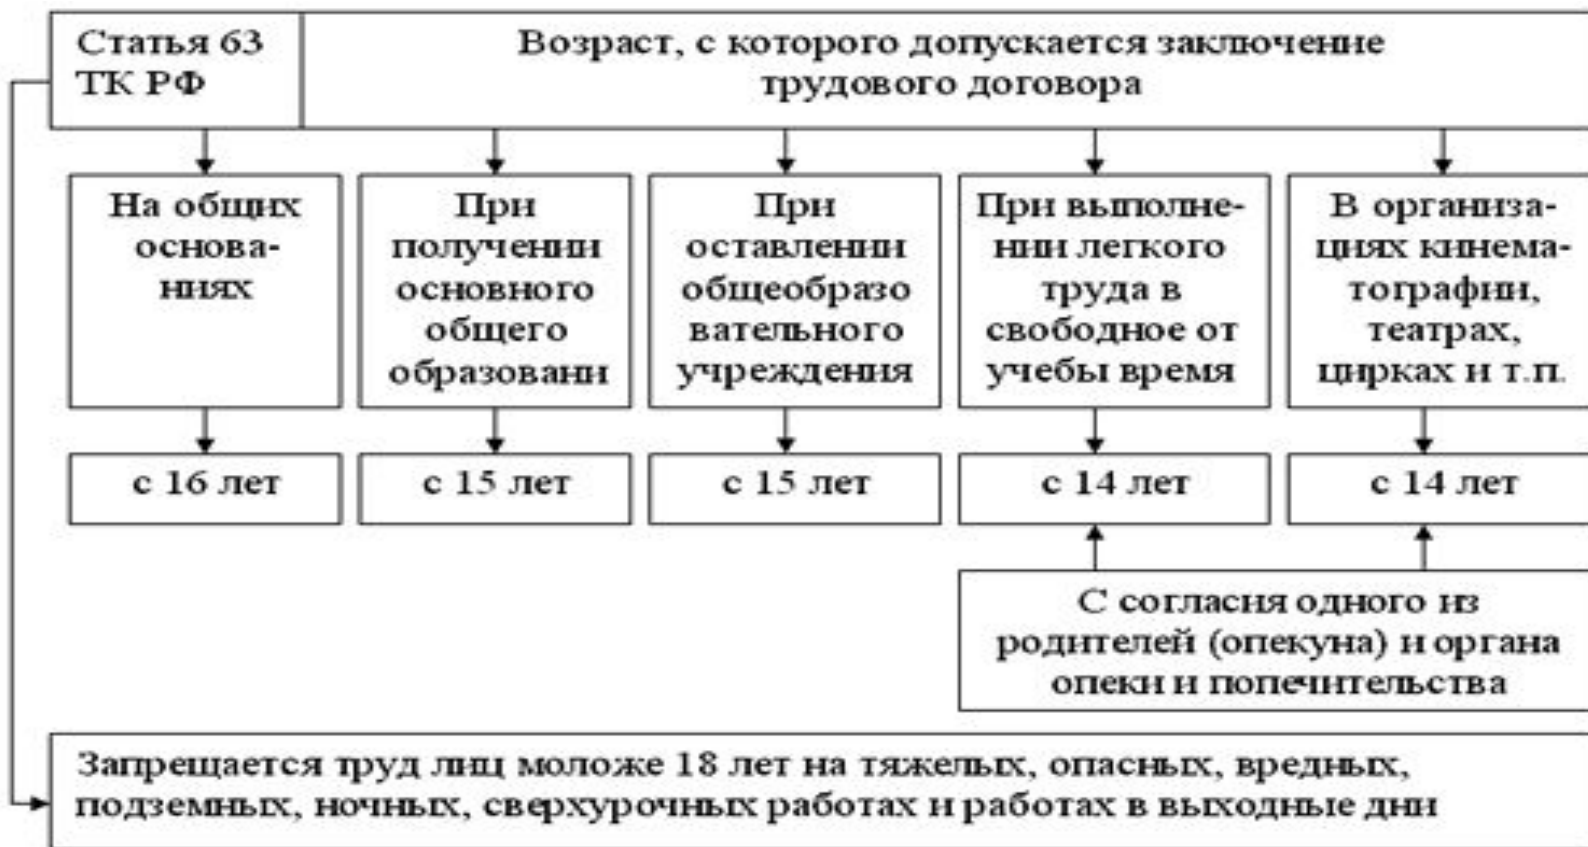 Статья 63
ТК РФ
Возраст, с которого допускается заключение
трудового договора
На общих
основа-
ниях
При
получении
основного
общего
образовани
При
оставлении
общеобразо
вательного
учреждения
При выполне-
нии легкого
труда в
свободное от
учебы время
В организа-
циях кинема-
тографии,
театрах,
цирках и т.п.
с 16 лет
с 15 лет
с 15 лет
с 14 лет
с 14 лет
С согласия одного из
родителей (опекуна) и органа
опеки и попечительства
Запрещается труд лиц моложе 18 лет на тяжелых, опасных, вредных,
подземных, ночных, сверхурочных работах и работах в выходные дни